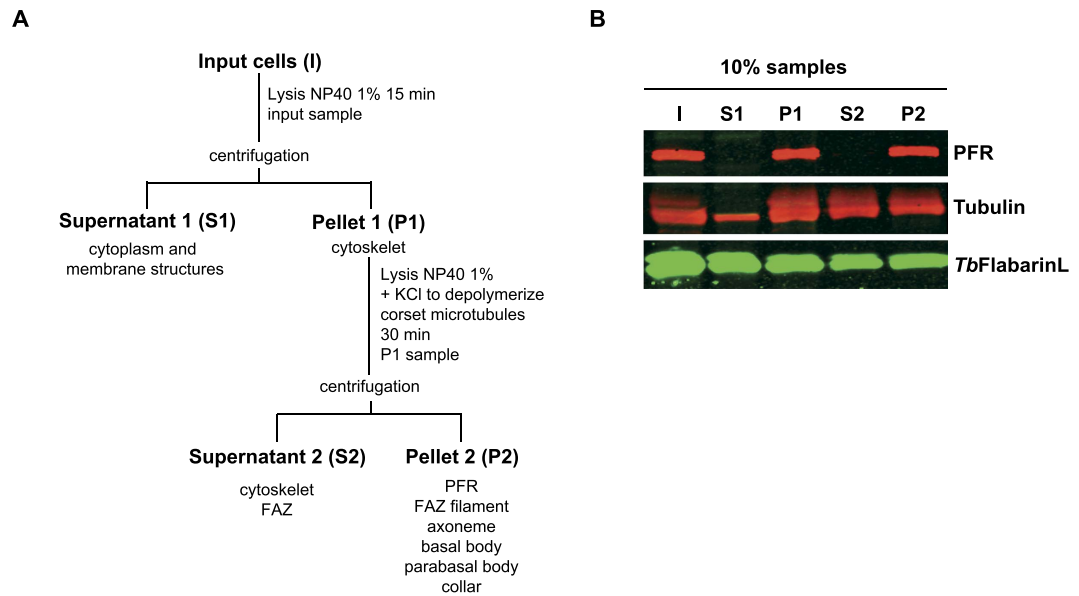 A
Input cells (I)
Lysis NP40 1% 15 min
input sample
centrifugation
Supernatant 1 (S1)
cytoplasm and
membrane structures
Pellet 1 (P1)
cytoskelet
Lysis NP40 1%
+ KCl to depolymerize
corset microtubules
30 min
P1 sample
centrifugation
Supernatant 2 (S2)
cytoskelet
FAZ
Pellet 2 (P2)
PFR
FAZ filament
axoneme
basal body
parabasal body
collar
B
10% samples
I S1 P1 S2 P2
PFR
Tubulin
TbFlabarinL